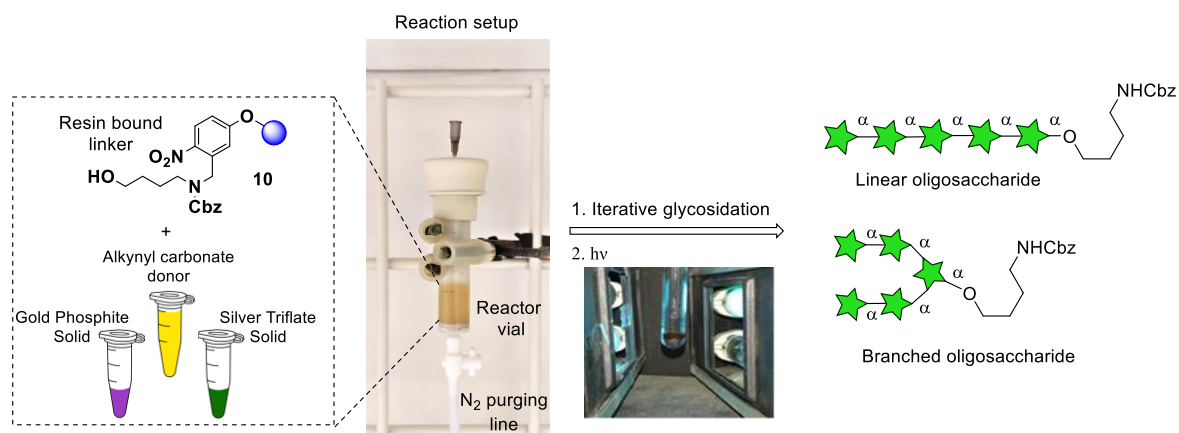 Reaction setup
Resin bound
linker
O
O2N
HO
N
Cbz
10
+
Alkynyl carbonate
donor
Gold Phosphite
Solid
Silver Triflate
Solid
Reactor
vial
N2 purging
line
1. Iterative glycosidation
2. hν
NHCbz
α α α α α
O
Linear oligosaccharide
NHCbz
α α
α
O
α α
Branched oligosaccharide